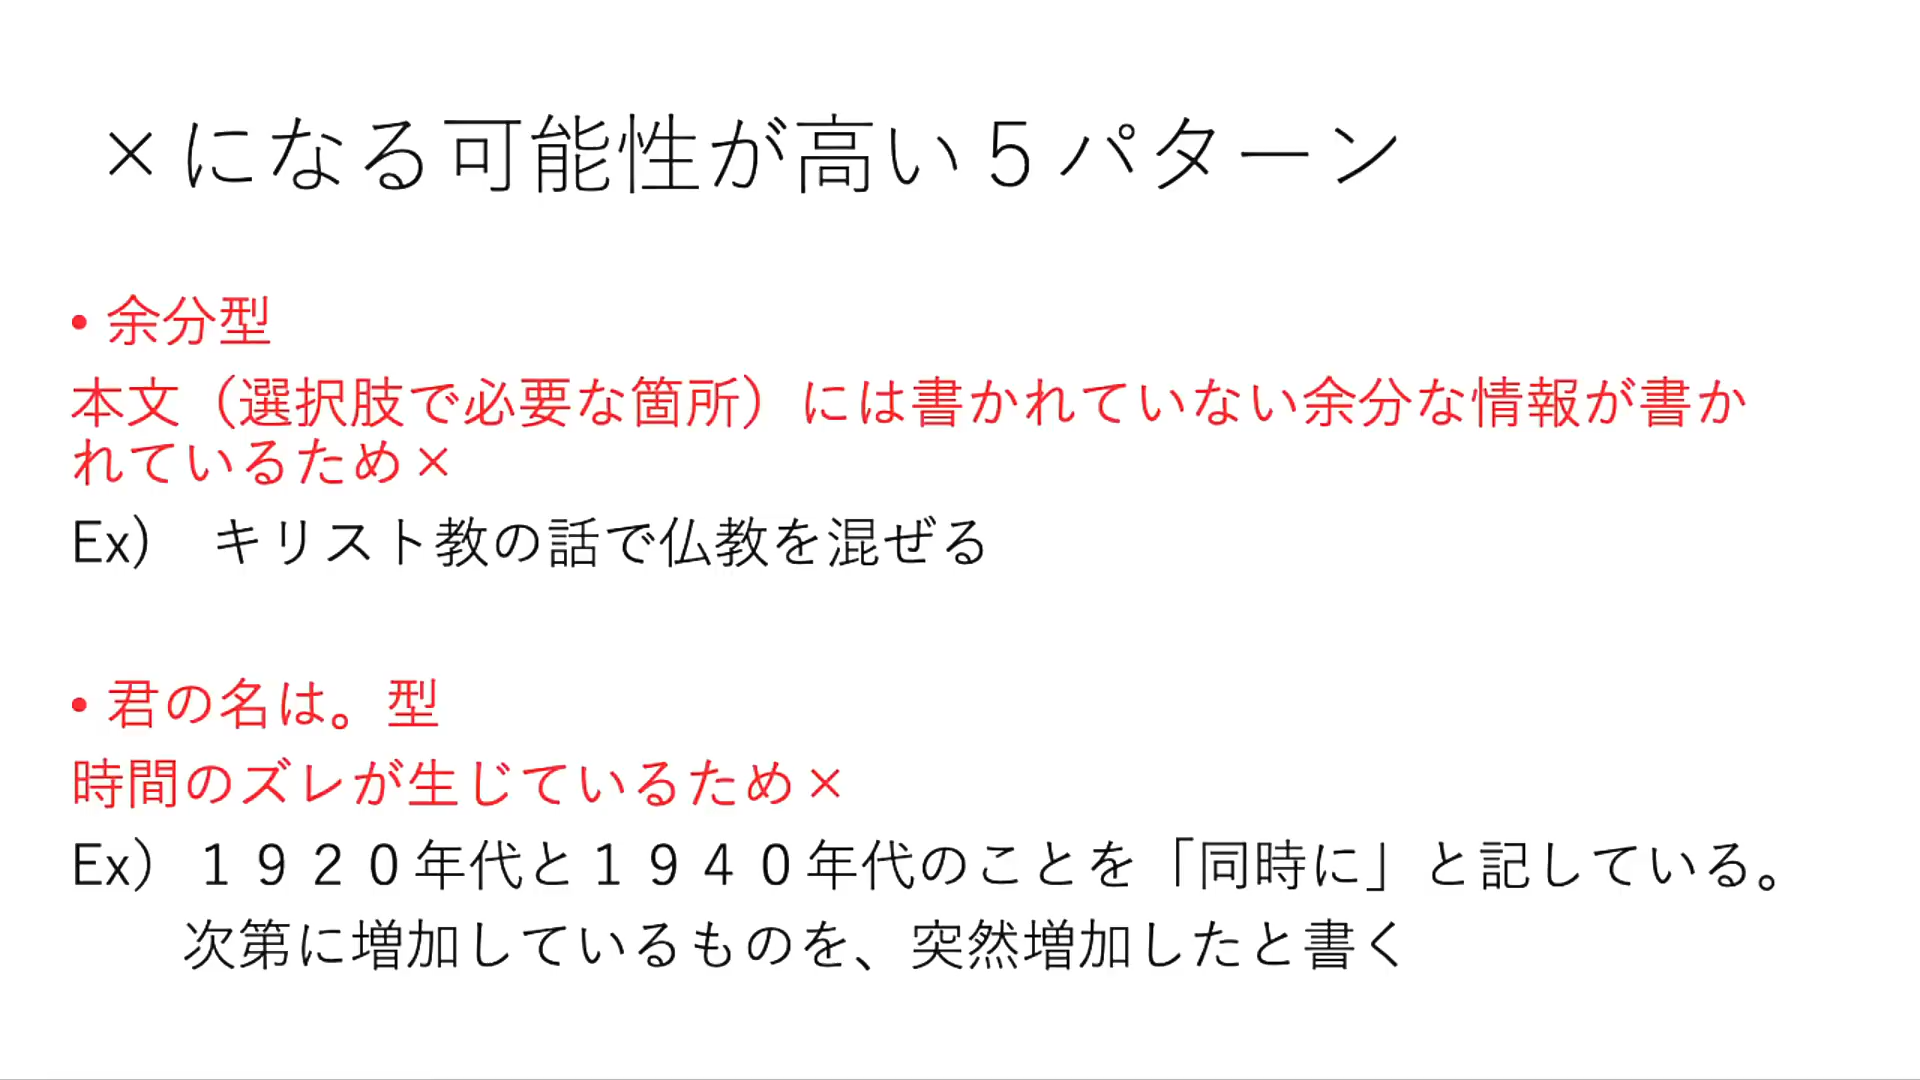 ×になる可能性が高い５パターン
• 余分型
本文（選択肢で必要な箇所）には書かれていない余分な情報が書か
れているため×
Ex)　キリスト教の話で仏教を混ぜる
• 君の名は。型
時間のズレが生じているため×
Ex）１９２０年代と１９４０年代のことを「同時に」と記している。
次第に増加しているものを、突然増加したと書く